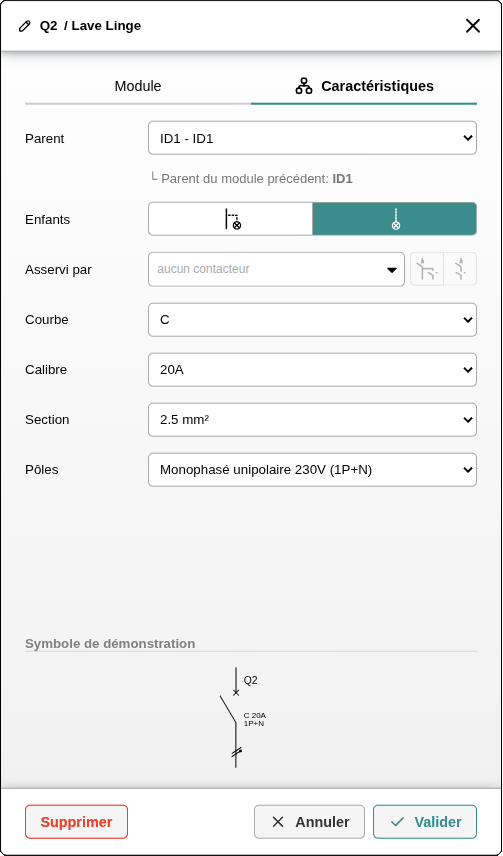 Q2 / Lave Linge
Module
Caractéristiques
Parent
ID1 - ID1
└ Parent du module précédent: ID1
Enfants
Asservi par
aucun contacteur
Courbe
C
Calibre
20A
Section
2.5 mm²
Pôles
Monophasé unipolaire 230V (1P+N)
Symbole de démonstration
Q2
C 20A
1P+N
Supprimer
Annuler
Valider